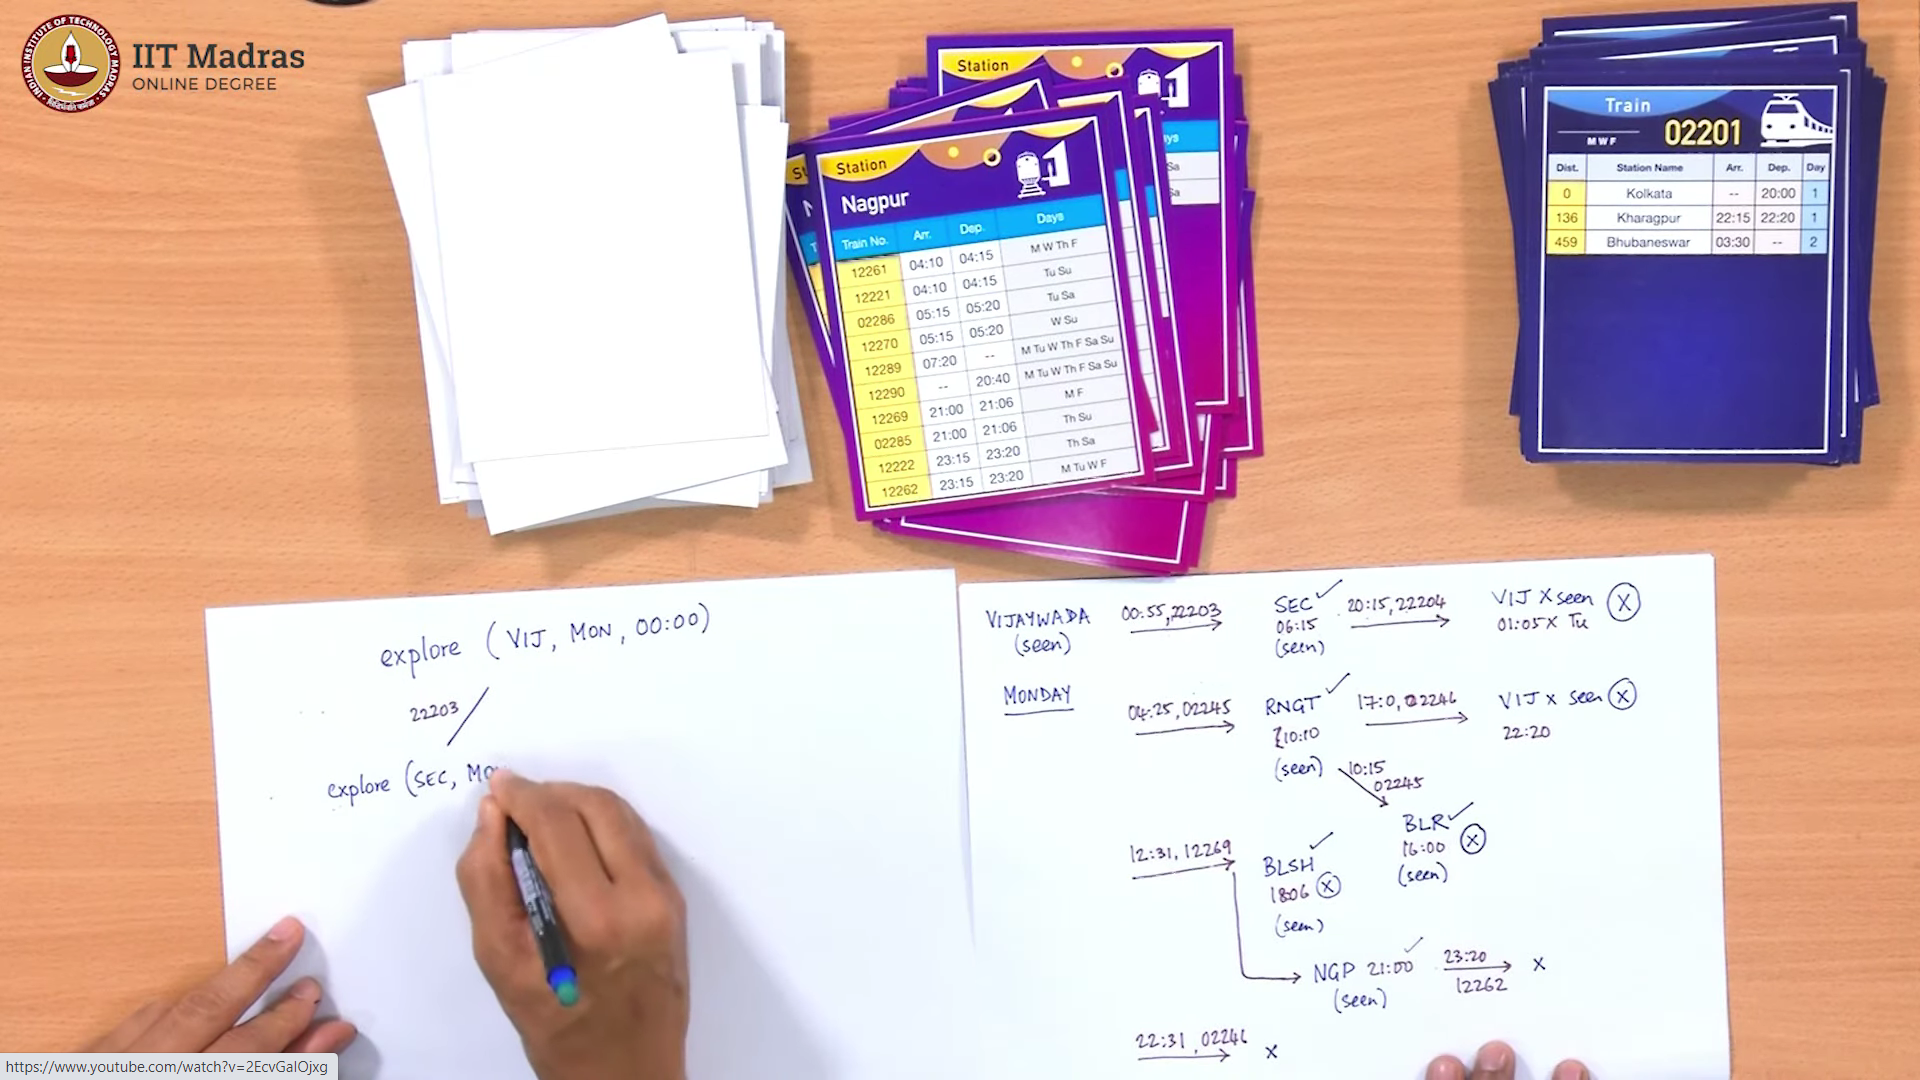 IIT Madras
ONLINE DEGREE
INDIAN INSTITUTE OF TECHNOLOGY MADRAS
Station
Station
Nagpur
Train No. Arr. Dep. Days
12261 04:10 04:15 M W Th F
12221 04:10 04:15 Tu Su
02286 05:15 05:20 Tu Sa
12270 05:15 05:20 W Su
12289 07:20 -- M Tu W Th F Sa Su
12290 -- 20:40 M Tu W Th F Sa Su
12269 21:00 21:06 M F
02285 21:00 21:06 Th Su
12222 23:15 23:20 Th Sa
12262 23:15 23:20 M Tu W F
Train
M W F 02201
Dist. Station Name Arr. Dep. Day
0 Kolkata -- 20:00 1
136 Kharagpur 22:15 22:20 1
459 Bhubaneswar 03:30 -- 2
explore (VIJ, MON, 00:00)
22203
explore (SEC, MON
VIJAYWADA 00:55, 22203 SEC 20:15, 22204 VIJ X seen X
(seen) 06:15 01:05 X Tu
(seen)
MONDAY 04:25, 02245 RNGT 17:0, 02246 VIJ X seen X
10:10 22:20
(seen) 10:15
02245
BLR
16:00 X
(seen)
12:31, 12269 BLSH
1806 X
(seen)
NGP 21:00 23:20 X
(seen) 12262
22:31, 02246 X
https://www.youtube.com/watch?v=2EcvGalOjxg